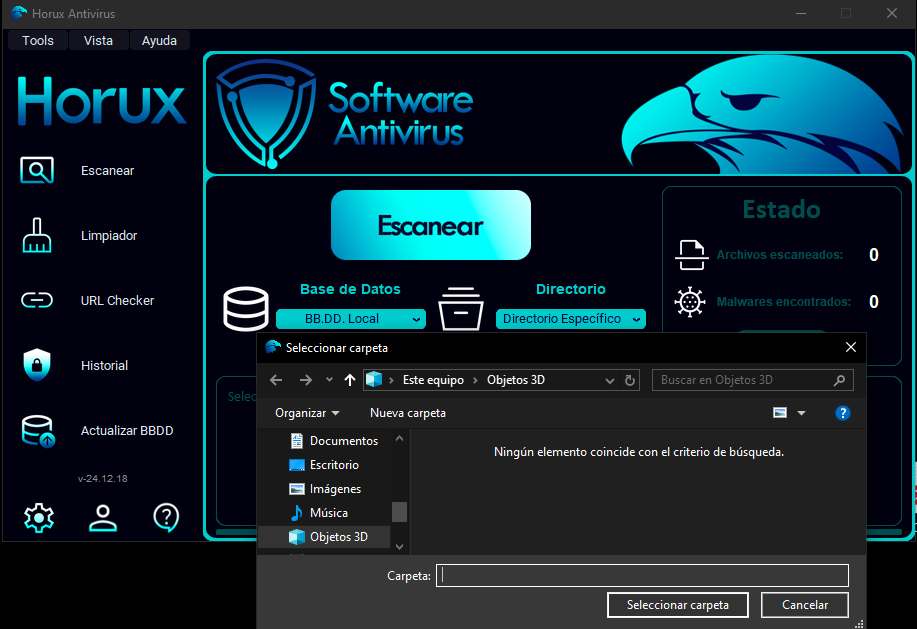 Horux Antivirus
Tools Vista Ayuda
Horux
Software
Antivirus
Escanear
Limpiador
URL Checker
Historial
Actualizar BBDD
v-24.12.18
Escanear
Base de Datos
BB.DD. Local
Directorio
Directorio Específico
Estado
Archivos escaneados: 0
Malwares encontrados: 0
Selec
Seleccionar carpeta
Este equipo > Objetos 3D
Buscar en Objetos 3D
Organizar Nueva carpeta
?
Documentos
Escritorio
Imágenes
Música
Objetos 3D
Ningún elemento coincide con el criterio de búsqueda.
Carpeta:
Seleccionar carpeta Cancelar